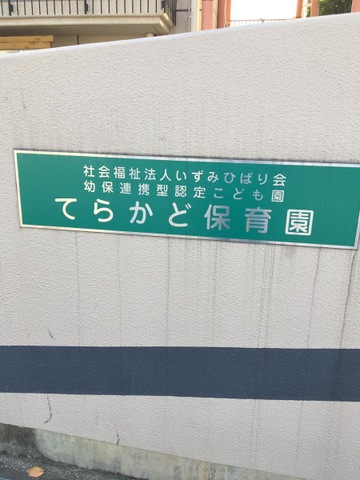 社会福祉法人いずみひばり会
幼保連携型認定こども園
てらかど保育園